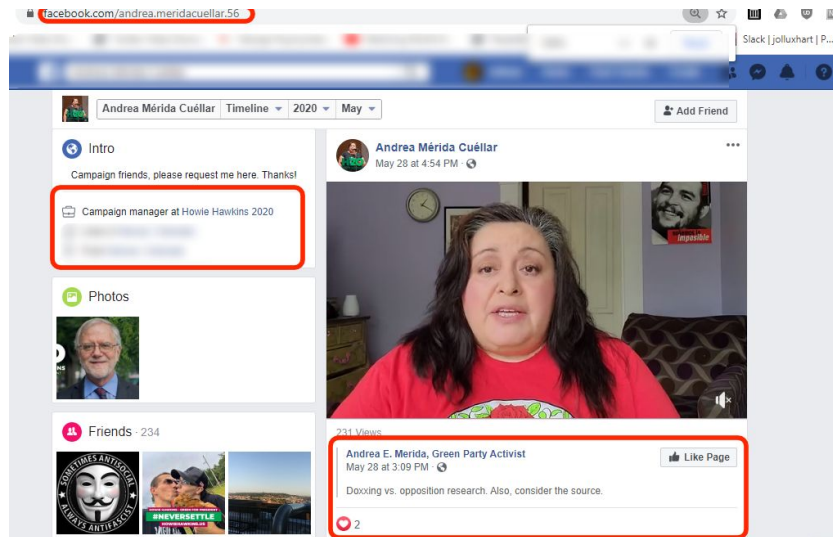 facebook.com/andrea.meridacuellar.56
Slack | jolluxhart | P...
Andrea Mérida Cuéllar Timeline 2020 May
Add Friend
Intro
Campaign friends, please request me here. Thanks!
Campaign manager at Howie Hawkins 2020
Photos
Friends · 234
SOMETIMES ANTISOCIAL
ALWAYS ANTIFASCIST
#NEVERSETTLE
HOWIEHAWKINS.US
Andrea Mérida Cuéllar
May 28 at 4:54 PM ·
Imposible
231 Views
Andrea E. Merida, Green Party Activist
May 28 at 3:09 PM ·
Like Page
Doxxing vs. opposition research. Also, consider the source.
2